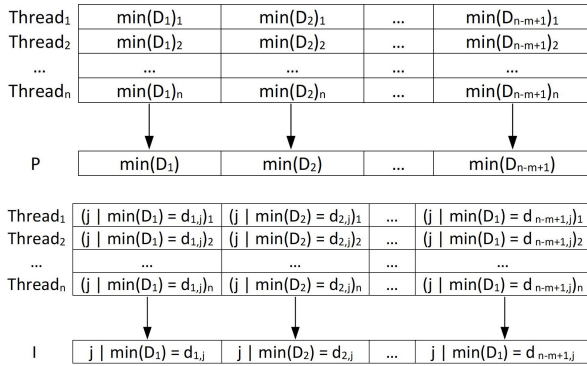 Thread₁ min(D₁)₁ min(D₂)₁ ... min(Dₙ₋ₘ₊₁)₁
Thread₂ min(D₁)₂ min(D₂)₂ ... min(Dₙ₋ₘ₊₁)₂
... ... ... ... ...
Threadₙ min(D₁)ₙ min(D₂)ₙ ... min(Dₙ₋ₘ₊₁)ₙ
P min(D₁) min(D₂) ... min(Dₙ₋ₘ₊₁)
Thread₁ (j | min(D₁) = d₁,ⱼ)₁ (j | min(D₂) = d₂,ⱼ)₁ ... (j | min(D₁) = d ₙ₋ₘ₊₁,ⱼ)₁
Thread₂ (j | min(D₁) = d₁,ⱼ)₂ (j | min(D₂) = d₂,ⱼ)₂ ... (j | min(D₁) = d ₙ₋ₘ₊₁,ⱼ)₂
... ... ... ... ...
Threadₙ (j | min(D₁) = d₁,ⱼ)ₙ (j | min(D₂) = d₂,ⱼ)ₙ ... (j | min(D₁) = d ₙ₋ₘ₊₁,ⱼ)ₙ
I j | min(D₁) = d₁,ⱼ j | min(D₂) = d₂,ⱼ ... j | min(D₁) = d ₙ₋ₘ₊₁,ⱼ